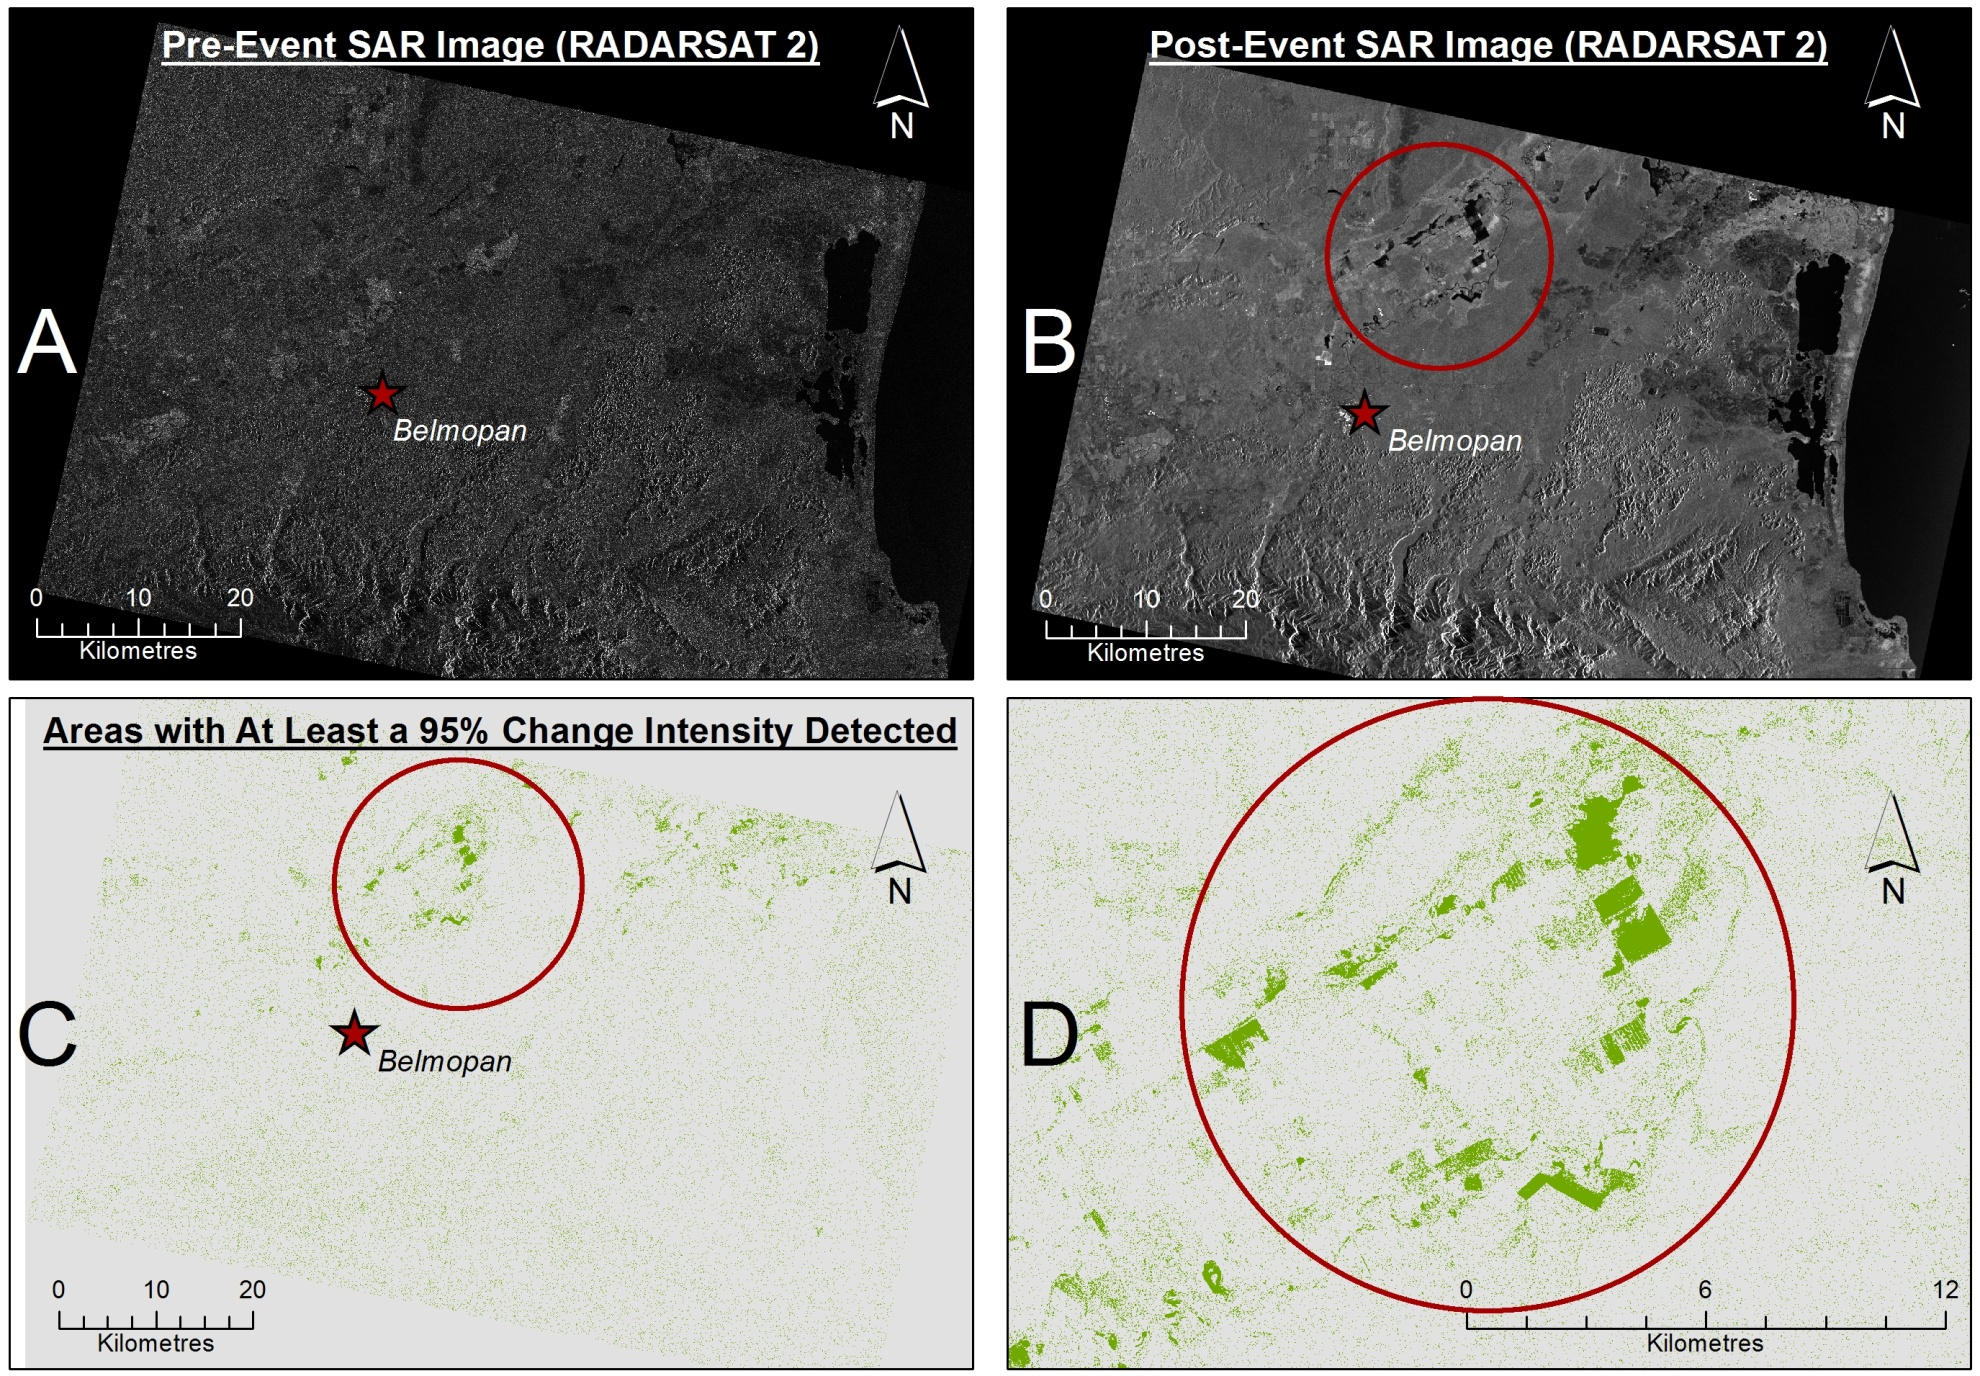 Pre-Event SAR Image (RADARSAT 2)
N
A
Belmopan
0 10 20
Kilometres
Post-Event SAR Image (RADARSAT 2)
N
B
Belmopan
0 10 20
Kilometres
Areas with At Least a 95% Change Intensity Detected
N
C
Belmopan
0 10 20
Kilometres
N
D
0 6 12
Kilometres